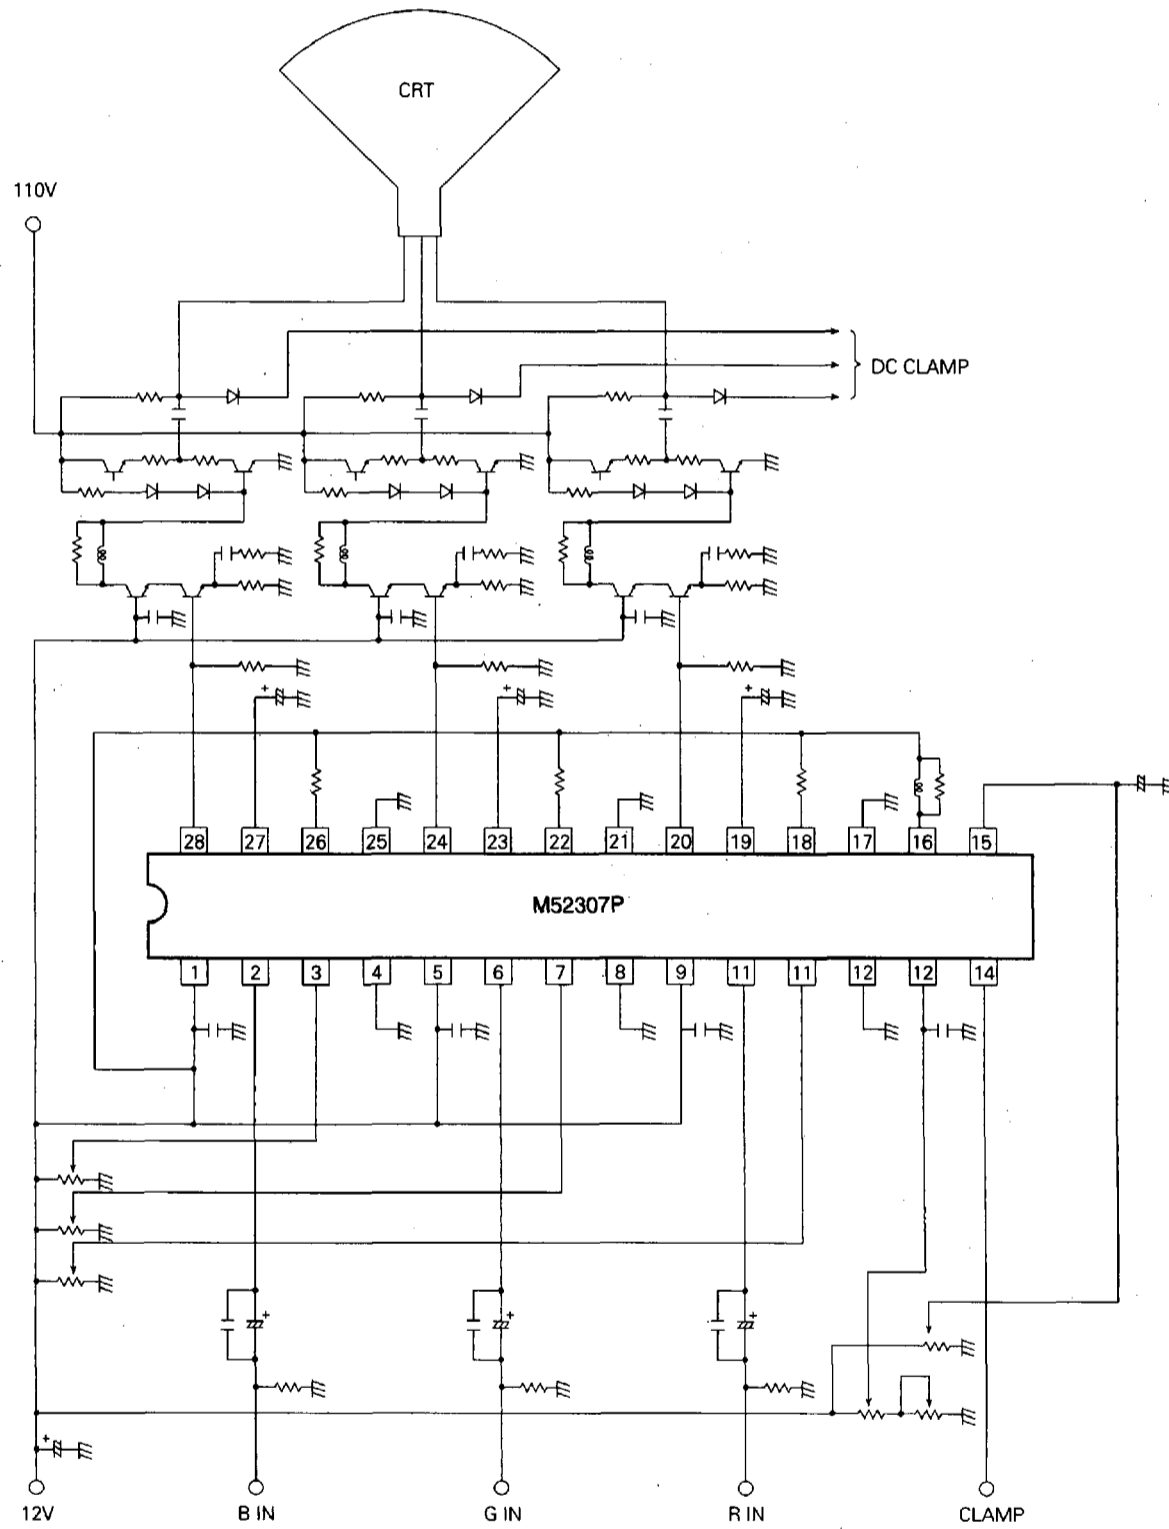 CRT
110V
DC CLAMP
+ + +
28 27 26 25 24 23 22 21 20 19 18 17 16 15
M52307P
1 2 3 4 5 6 7 8 9 11 11 12 12 14
+ + +
+
12V B IN G IN R IN CLAMP